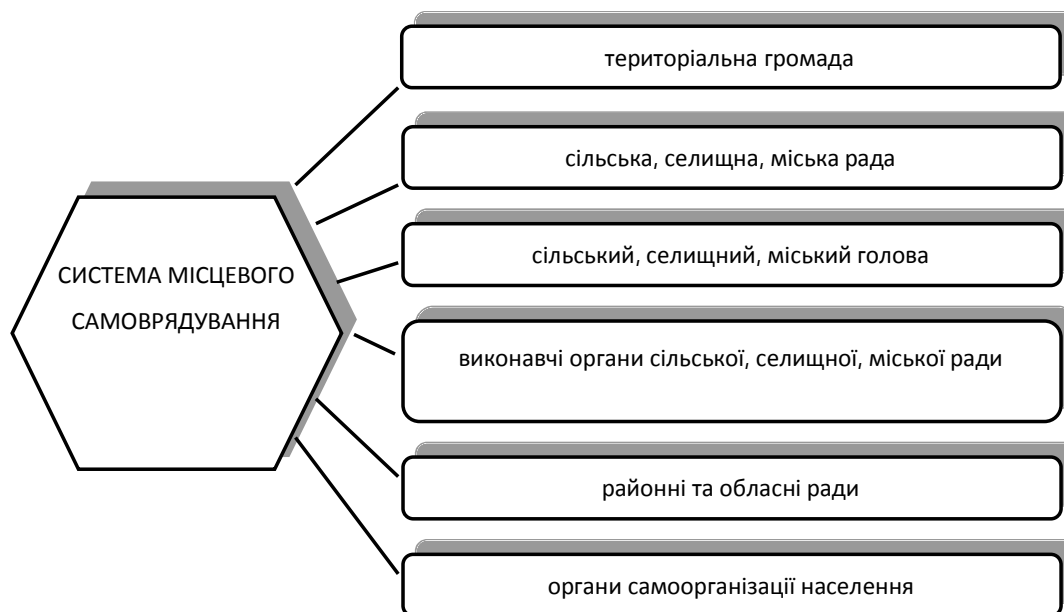 територіальна громада
сільська, селищна, міська рада
сільський, селищний, міський голова
СИСТЕМА МІСЦЕВОГО
САМОВРЯДУВАННЯ
виконавчі органи сільської, селищної, міської ради
районні та обласні ради
органи самоорганізації населення